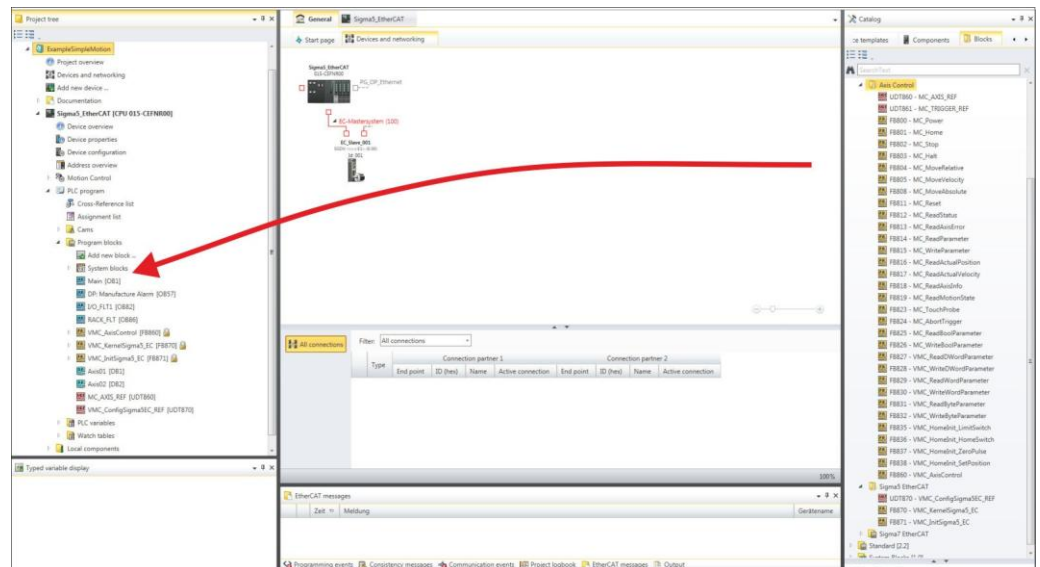 Project tree
ExampleSimpleMotion
Project overview
Devices and networking
Add new device ...
Documentation
Sigma5_EtherCAT [CPU 015-CEFNR00]
Device overview
Device properties
Device configuration
Address overview
Motion Control
PLC program
Cross-Reference list
Assignment list
Cams
Program blocks
Add new block ...
System blocks
Main [OB1]
DP: Manufacture Alarm [OB57]
I/O_FLT1 [OB82]
RACK_FLT [OB86]
VMC_AxisControl [FB860]
VMC_KernelSigma5_EC [FB870]
VMC_InitSigma5_EC [FB871]
Axis01 [DB1]
Axis02 [DB2]
MC_AXIS_REF [UDT860]
VMC_ConfigSigma5EC_REF [UDT870]
PLC variables
Watch tables
Local components
Typed variable display
General
Sigma5_EtherCAT
Start page
Devices and networking
Sigma5_EtherCAT
015-CEFNR00
PG_OP_Ethernet
EC-Mastersystem (100)
EC_Slave_001
All connections
Filter:
All connections
Type
Connection partner 1
Connection partner 2
End point
ID (hex)
Name
Active connection
End point
ID (hex)
Name
Active connection
100%
EtherCAT messages
Zeit
Meldung
Gerätename
Programming events
Consistency messages
Communication events
Project logbook
EtherCAT messages
Output
Catalog
templates
Components
Blocks
SearchText
Axis Control
UDT860 - MC_AXIS_REF
UDT861 - MC_TRIGGER_REF
FB800 - MC_Power
FB801 - MC_Home
FB802 - MC_Stop
FB803 - MC_Halt
FB804 - MC_MoveRelative
FB805 - MC_MoveVelocity
FB808 - MC_MoveAbsolute
FB811 - MC_Reset
FB812 - MC_ReadStatus
FB813 - MC_ReadAxisError
FB814 - MC_ReadParameter
FB815 - MC_WriteParameter
FB816 - MC_ReadActualPosition
FB817 - MC_ReadActualVelocity
FB818 - MC_ReadAxisInfo
FB819 - MC_ReadMotionState
FB823 - MC_TouchProbe
FB824 - MC_AbortTrigger
FB825 - MC_ReadBoolParameter
FB826 - MC_WriteBoolParameter
FB827 - VMC_ReadDWordParameter
FB828 - VMC_WriteDWordParameter
FB829 - VMC_ReadWordParameter
FB830 - VMC_WriteWordParameter
FB831 - VMC_ReadByteParameter
FB832 - VMC_WriteByteParameter
FB835 - VMC_HomeInit_LimitSwitch
FB836 - VMC_HomeInit_HomeSwitch
FB837 - VMC_HomeInit_ZeroPulse
FB838 - VMC_HomeInit_SetPosition
FB860 - VMC_AxisControl
Sigma5 EtherCAT
UDT870 - VMC_ConfigSigma5EC_REF
FB870 - VMC_KernelSigma5_EC
FB871 - VMC_InitSigma5_EC
Sigma7 EtherCAT
Standard [2.2]